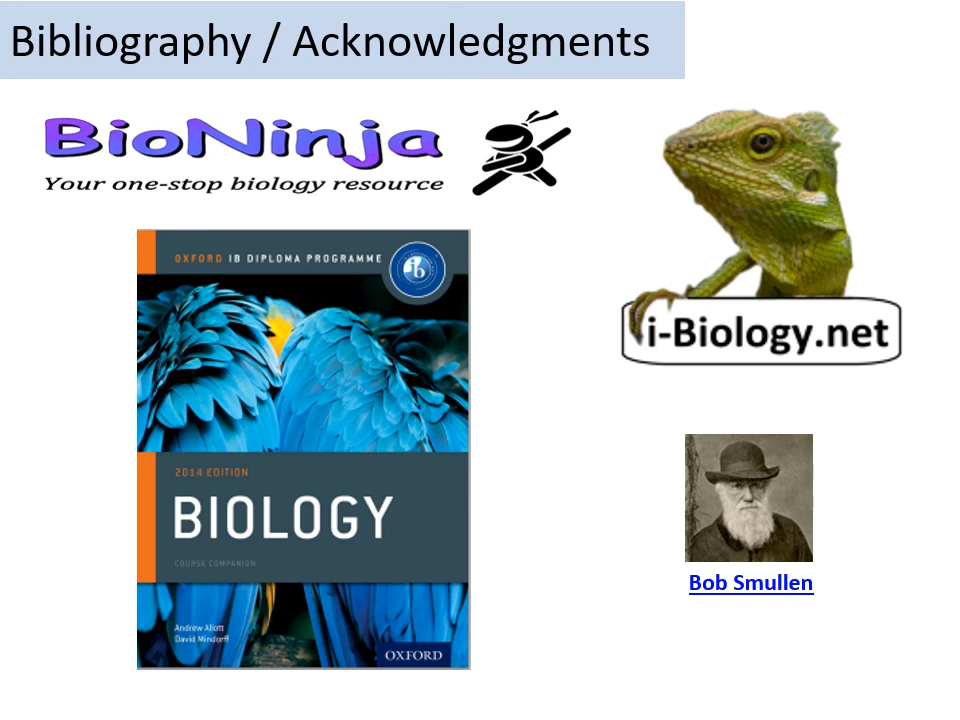 Bibliography / Acknowledgments
BioNinja
Your one-stop biology resource
OXFORD IB DIPLOMA PROGRAMME
ib
2014 EDITION
BIOLOGY
COURSE COMPANION
Andrew Allott
David Mindorff
OXFORD
i-Biology.net
Bob Smullen